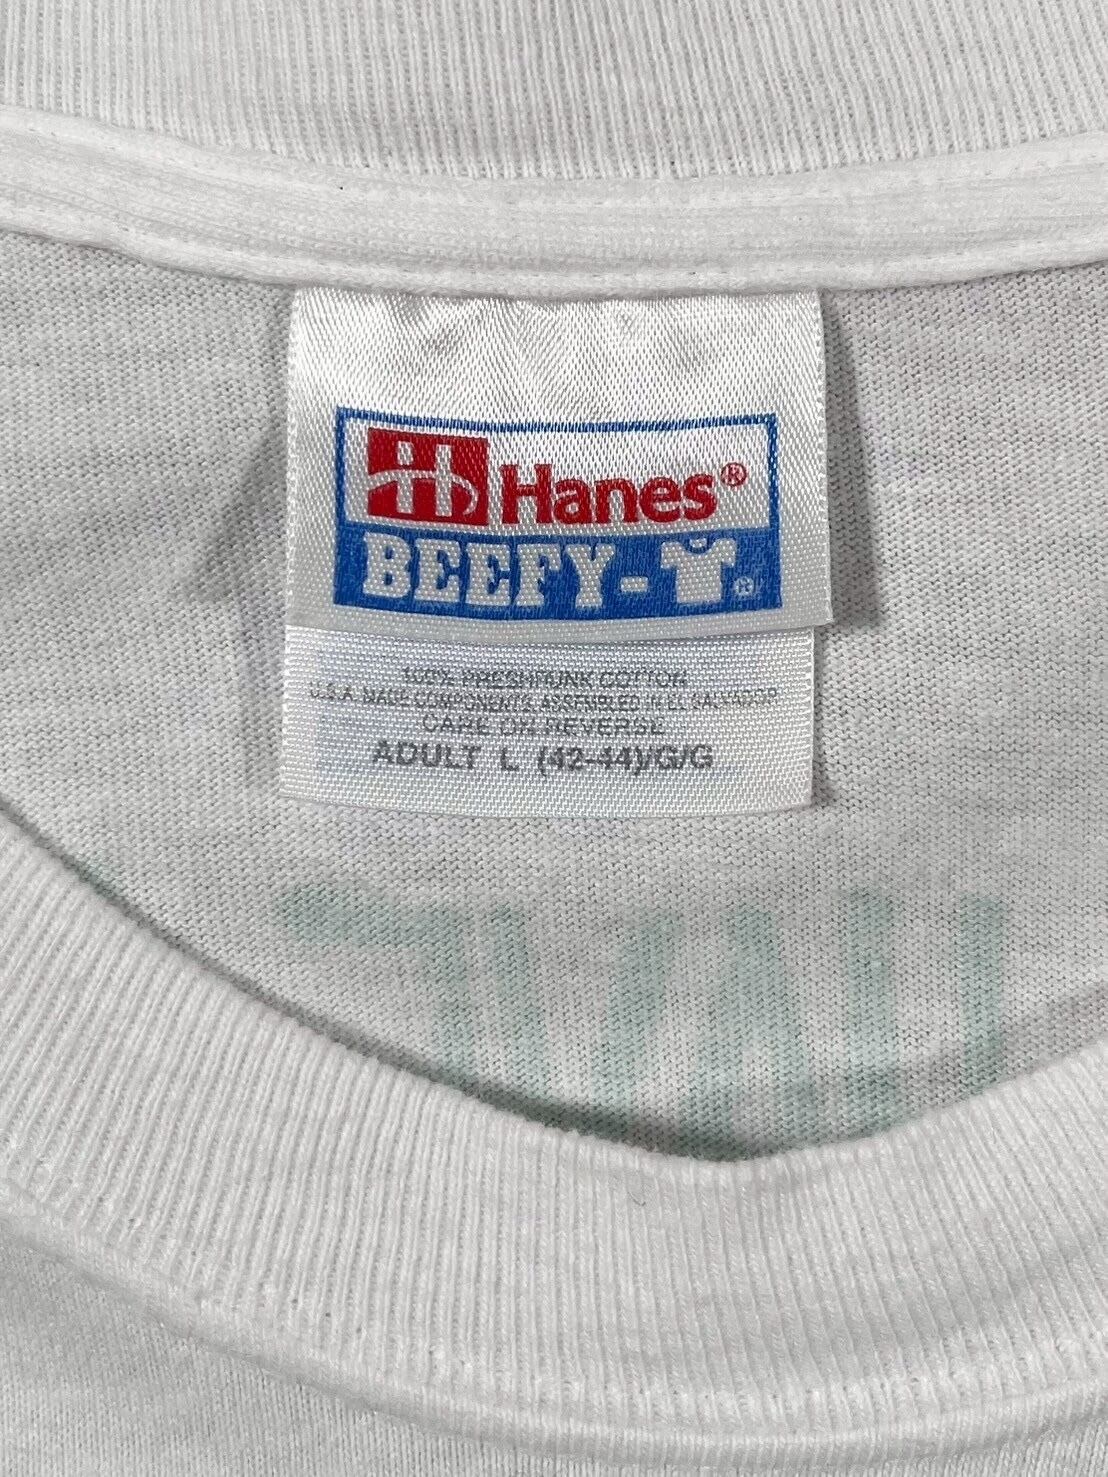 Hanes®
BEEFY-T®
100% PRESHRUNK COTTON
U.S.A. MADE COMPONENTS, ASSEMBLED IN EL SALVADOR
CARE ON REVERSE
ADULT L (42-44)/G/G